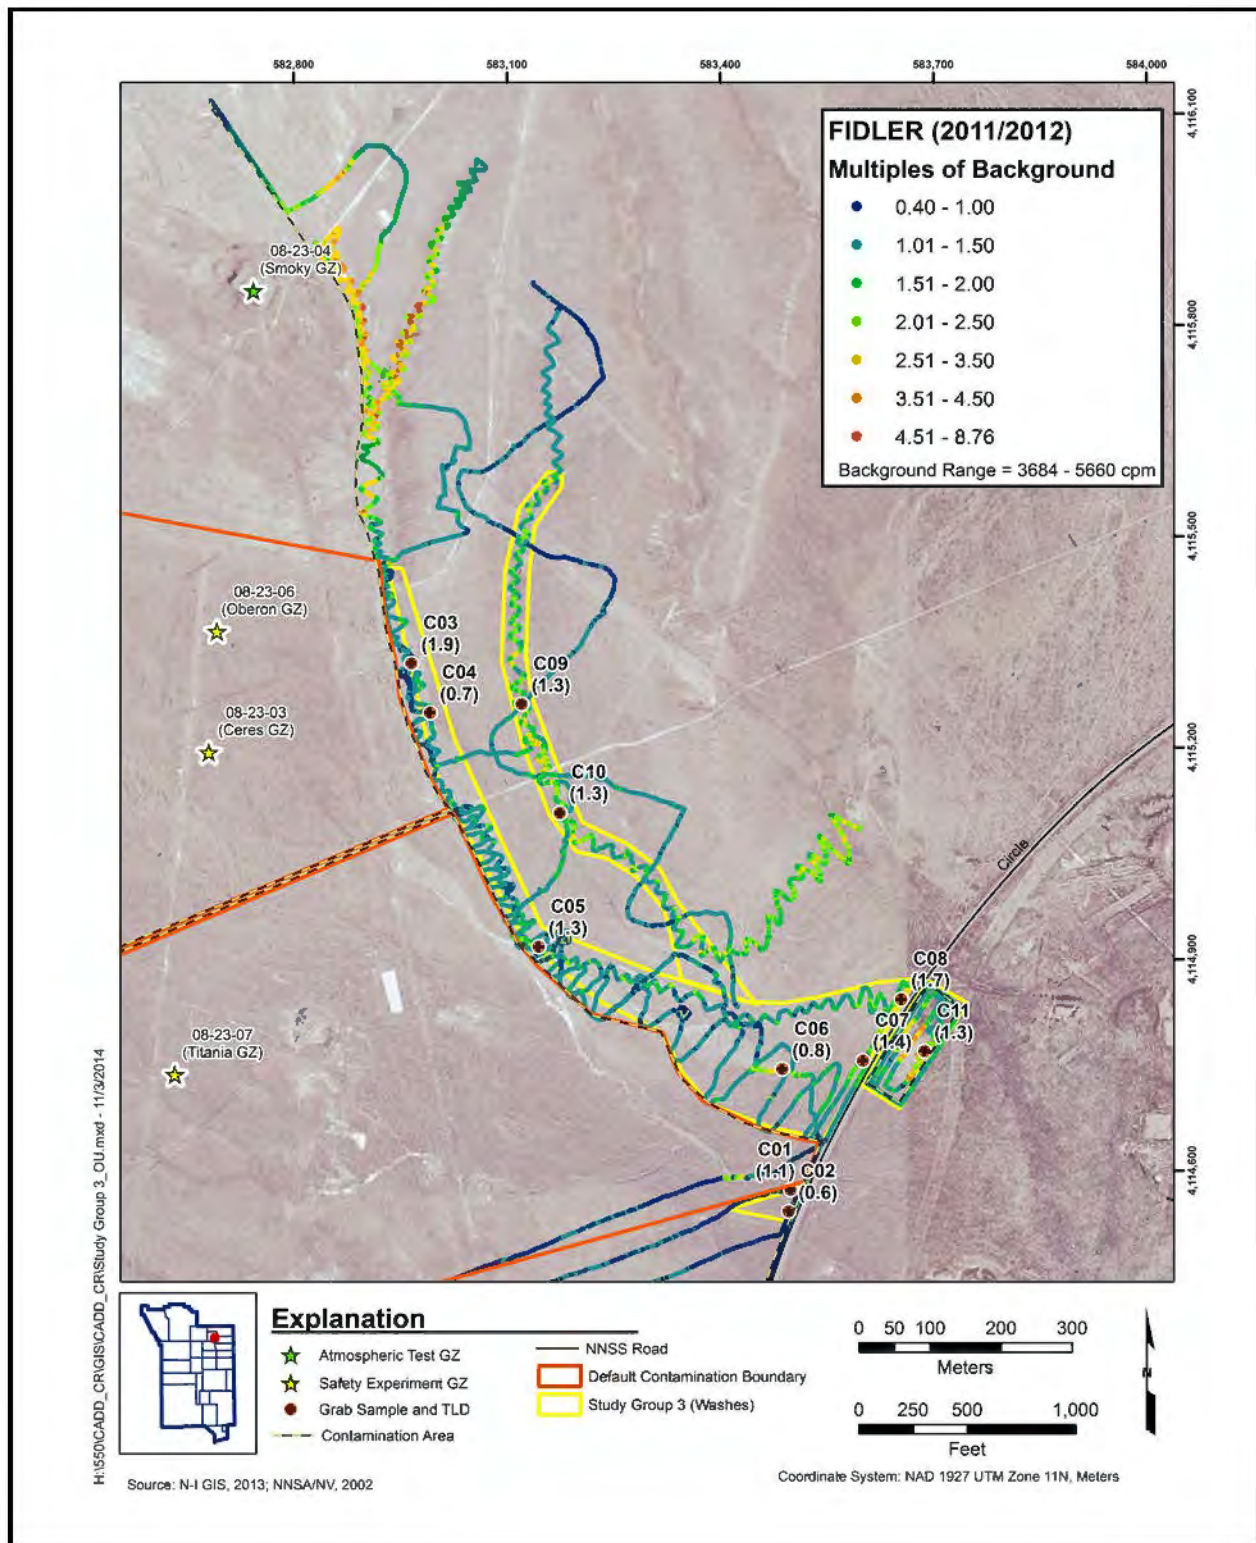 582,800
583,100
583,400
583,700
584,000
4,116,100
4,115,800
4,115,500
4,115,200
4,114,900
4,114,600
FIDLER (2011/2012)
Multiples of Background
0.40 - 1.00
1.01 - 1.50
1.51 - 2.00
2.01 - 2.50
2.51 - 3.50
3.51 - 4.50
4.51 - 8.76
Background Range = 3684 - 5660 cpm
08-23-04
(Smoky GZ)
08-23-06
(Oberon GZ)
08-23-03
(Ceres GZ)
08-23-07
(Titania GZ)
C03
(1.9)
C04
(0.7)
C09
(1.3)
C10
(1.3)
C05
(1.3)
Circle
C08
(1.7)
C07
(1.4)
C11
(1.3)
C06
(0.8)
C01
(1.1)
C02
(0.6)
H:\550\CADD_CR\GIS\CADD_CR\Study Group 3_OU.mxd - 11/3/2014
Explanation
Atmospheric Test GZ
Safety Experiment GZ
Grab Sample and TLD
Contamination Area
NNSS Road
Default Contamination Boundary
Study Group 3 (Washes)
0 50 100 200 300
Meters
0 250 500 1,000
Feet
N
Source: N-I GIS, 2013; NNSA/NV, 2002
Coordinate System: NAD 1927 UTM Zone 11N, Meters